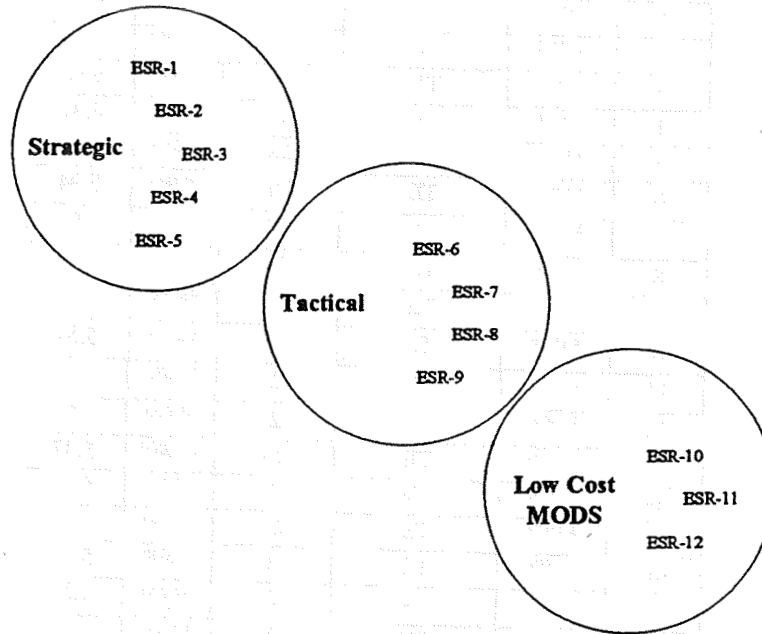 ESR-1
ESR-2
Strategic
ESR-3
ESR-4
ESR-5
ESR-6
ESR-7
Tactical
ESR-8
ESR-9
ESR-10
Low Cost
MODS
ESR-11
ESR-12